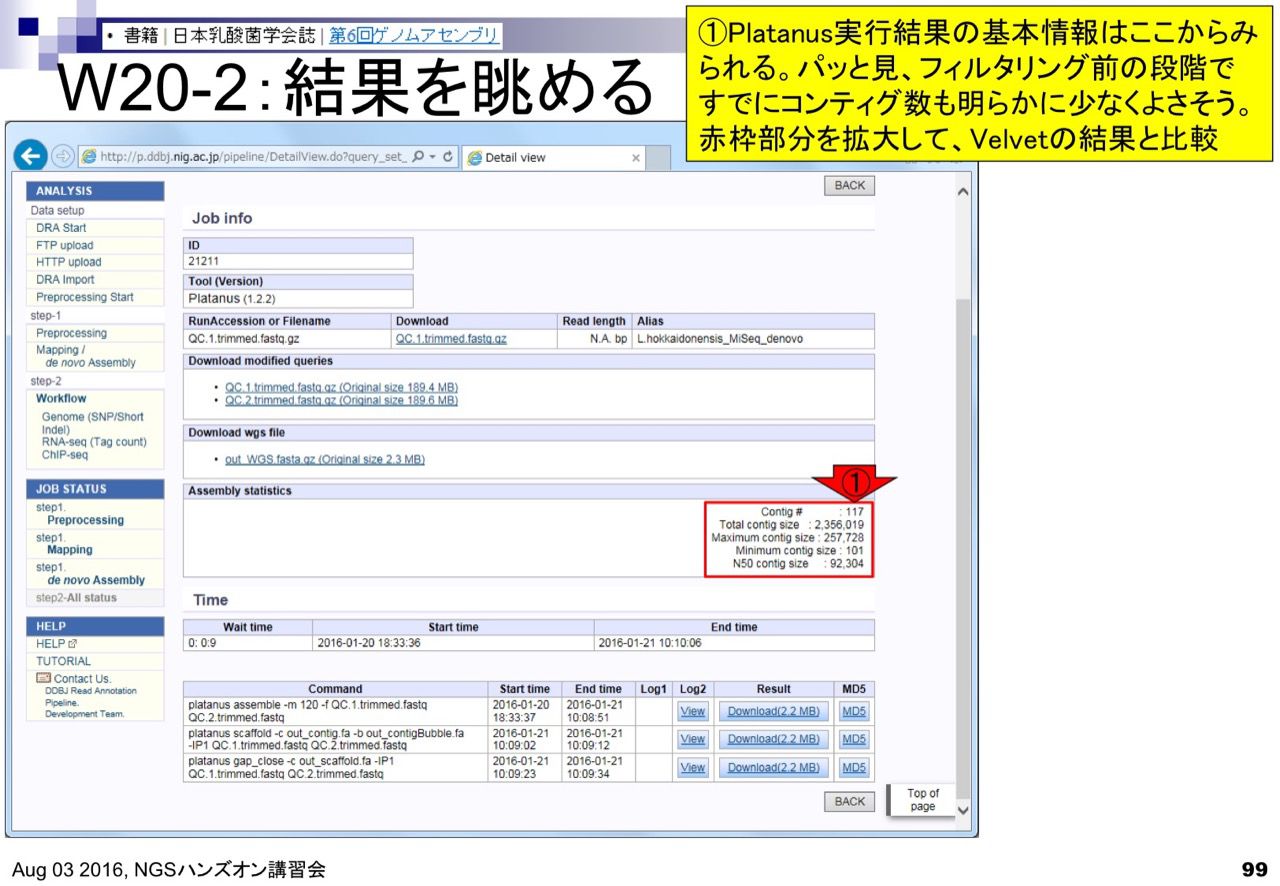 • 書籍 | 日本乳酸菌学会誌 | 第6回ゲノムアセンブリ
W20-2：結果を眺める
①Platanus実行結果の基本情報はここからみ
られる。パッと見、フィルタリング前の段階で
すでにコンティグ数も明らかに少なくよさそう。
赤枠部分を拡大して、Velvetの結果と比較
http://p.ddbj.nig.ac.jp/pipeline/DetailView.do?query_set_
Detail view
ANALYSIS
Data setup
DRA Start
FTP upload
HTTP upload
DRA Import
Preprocessing Start
step-1
Preprocessing
Mapping /
de novo Assembly
step-2
Workflow
Genome (SNP/Short
Indel)
RNA-seq (Tag count)
ChIP-seq
JOB STATUS
step1.
Preprocessing
step1.
Mapping
step1.
de novo Assembly
step2-All status
HELP
HELP
TUTORIAL
Contact Us.
DDBJ Read Annotation
Pipeline.
Development Team.
BACK
Job info
ID
21211
Tool (Version)
Platanus (1.2.2)
RunAccession or Filename Download Read length Alias
QC.1.trimmed.fastq.gz QC.1.trimmed.fastq.gz N.A. bp L.hokkaidonensis_MiSeq_denovo
Download modified queries
• QC.1.trimmed.fastq.gz (Original size 189.4 MB)
• QC.2.trimmed.fastq.gz (Original size 189.6 MB)
Download wgs file
• out_WGS.fasta.gz (Original size 2.3 MB)
Assembly statistics
①
Contig # : 117
Total contig size : 2,356,019
Maximum contig size : 257,728
Minimum contig size : 101
N50 contig size : 92,304
Time
Wait time Start time End time
0: 0:9 2016-01-20 18:33:36 2016-01-21 10:10:06
Command Start time End time Log1 Log2 Result MD5
platanus assemble -m 120 -f QC.1.trimmed.fastq 2016-01-20 2016-01-21 View Download(2.2 MB) MD5
QC.2.trimmed.fastq 18:33:37 10:08:51
platanus scaffold -c out_contig.fa -b out_contigBubble.fa 2016-01-21 2016-01-21 View Download(2.2 MB) MD5
-IP1 QC.1.trimmed.fastq QC.2.trimmed.fastq 10:09:02 10:09:12
platanus gap_close -c out_scaffold.fa -IP1 2016-01-21 2016-01-21 View Download(2.2 MB) MD5
QC.1.trimmed.fastq QC.2.trimmed.fastq 10:09:23 10:09:34
BACK
Top of
page
Aug 03 2016, NGSハンズオン講習会
99